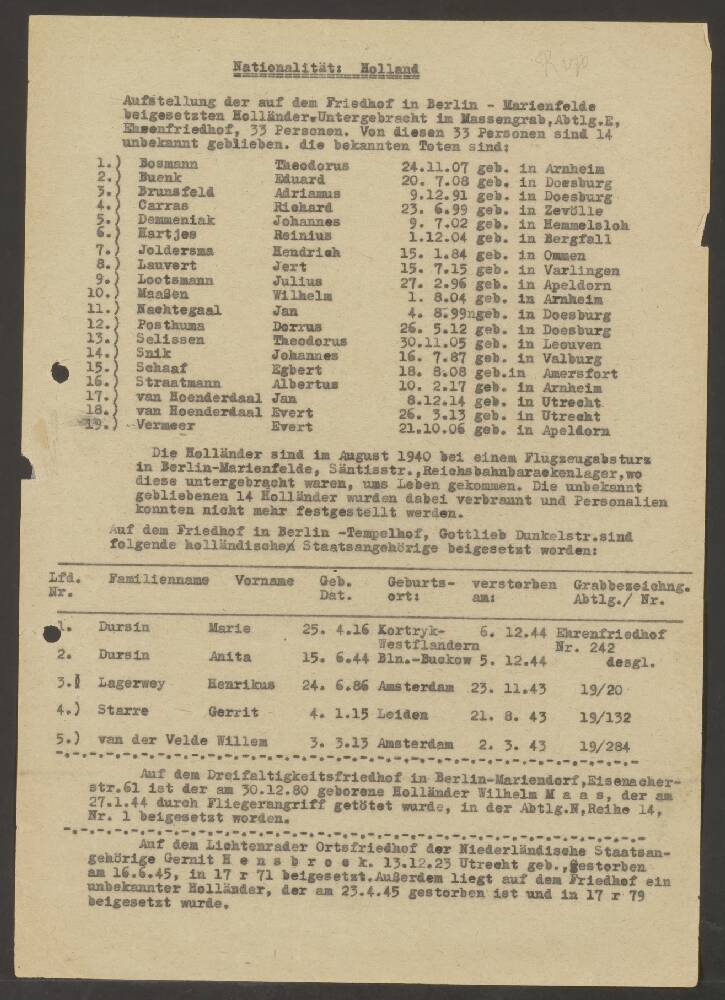 Nationalität: Holland
Aufstellung der auf dem Friedhof in Berlin - Marienfelde
beigesetzten Holländer.Untergebracht im Massengrab,Abtlg.E,
Ehrenfriedhof, 33 Personen. Von diesen 33 Personen sind 14
unbekannt geblieben. die bekannten Toten sind:
1.) Bosmann Theodorus 24.11.07 geb. in Arnheim
2.) Buenk Eduard 20. 7.08 geb. in Doesburg
3.) Brunsfeld Adrianus 9.12.91 geb. in Doesburg
4.) Carras Richard 23. 6.99 geb. in Zevölle
5.) Demmeniak Johannes 9. 7.02 geb. in Hemmelsloh
6.) Hartjes Reinius 1.12.04 geb. in Bergfall
7.) Joldersma Hendrich 15. 1.84 geb. in Ommen
8.) Lauvert Jert 15. 7.15 geb. in Varlingen
9.) Lootsmann Julius 27. 2.96 geb. in Apeldorn
10.) Maaßen Wilhelm 1. 8.04 geb. in Arnheim
11.) Nachtegaal Jan 4. 8.99ngeb. in Doesburg
12.) Posthuma Dorrus 26. 5.12 geb. in Doesburg
13.) Selissen Theodorus 30.11.05 geb. in Leouven
14.) Snik Johannes 16. 7.87 geb. in Valburg
15.) Schaaf Egbert 18. 8.08 geb.in Amersfort
16.) Straatmann Albertus 10. 2.17 geb. in Arnheim
17.) van Hoenderdaal Jan 8.12.14 geb. in Utrecht
18.) van Hoenderdaal Evert 26. 3.13 geb. in Utrecht
19.) Vermeer Evert 21.10.06 geb. in Apeldorn
Die Holländer sind im August 1940 bei einem Flugzeugabsturz
in Berlin-Marienfelde, Säntisstr.,Reichsbahnbarackenlager,wo
diese untergebracht waren, ums Leben gekommen. Die unbekannt
gebliebenen 14 Holländer wurden dabei verbrannt und Personalien
konnten nicht mehr festgestellt werden.
Auf dem Friedhof in Berlin -Tempelhof, Gottlieb Dunkelstr.sind
folgende holländischen Staatsangehörige beigesetzt worden:
Lfd. Familienname Vorname Geb. Geburts- verstorben Grabbezeichng.
Nr. Dat. ort: am: Abtlg./ Nr.
1. Dursin Marie 25. 4.16 Kortryk- 6. 12.44 Ehrenfriedhof
Westflandern Nr. 242
2. Dursin Anita 15. 6.44 Bln.-Buckow 5. 12.44 desgl.
3.) Lagerwey Henrikus 24. 6.86 Amsterdam 23. 11.43 19/20
4.) Starre Gerrit 4. 1.15 Leiden 21. 8. 43 19/132
5.) van der Velde Willem 3. 3.13 Amsterdam 2. 3. 43 19/284
Auf dem Dreifaltigkeitsfriedhof in Berlin-Mariendorf,Eisenacher-
str.61 ist der am 30.12.80 geborene Holländer Wilhelm M a a s, der am
27.1.44 durch Fliegerangriff getötet wurde, in der Abtlg.N,Reihe 14,
Nr. 1 beigesetzt worden.
Auf dem Lichtenrader Ortsfriedhof der Niederländische Staatsan-
gehörige Gernit H e n s b r o e k. 13.12.23 Utrecht geb.,gestorben
am 16.6.45, in 17 r 71 beigesetzt.Außerdem liegt auf dem Friedhof ein
unbekannter Holländer, der am 23.4.45 gestorben ist und in 17 r 79
beigesetzt wurde.